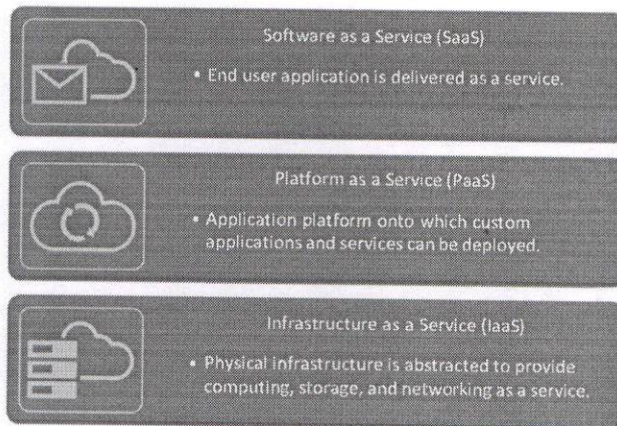 Software as a Service (SaaS)
• End user application is delivered as a service.
Platform as a Service (PaaS)
• Application platform onto which custom
applications and services can be deployed.
Infrastructure as a Service (IaaS)
• Physical infrastructure is abstracted to provide
computing, storage, and networking as a service.